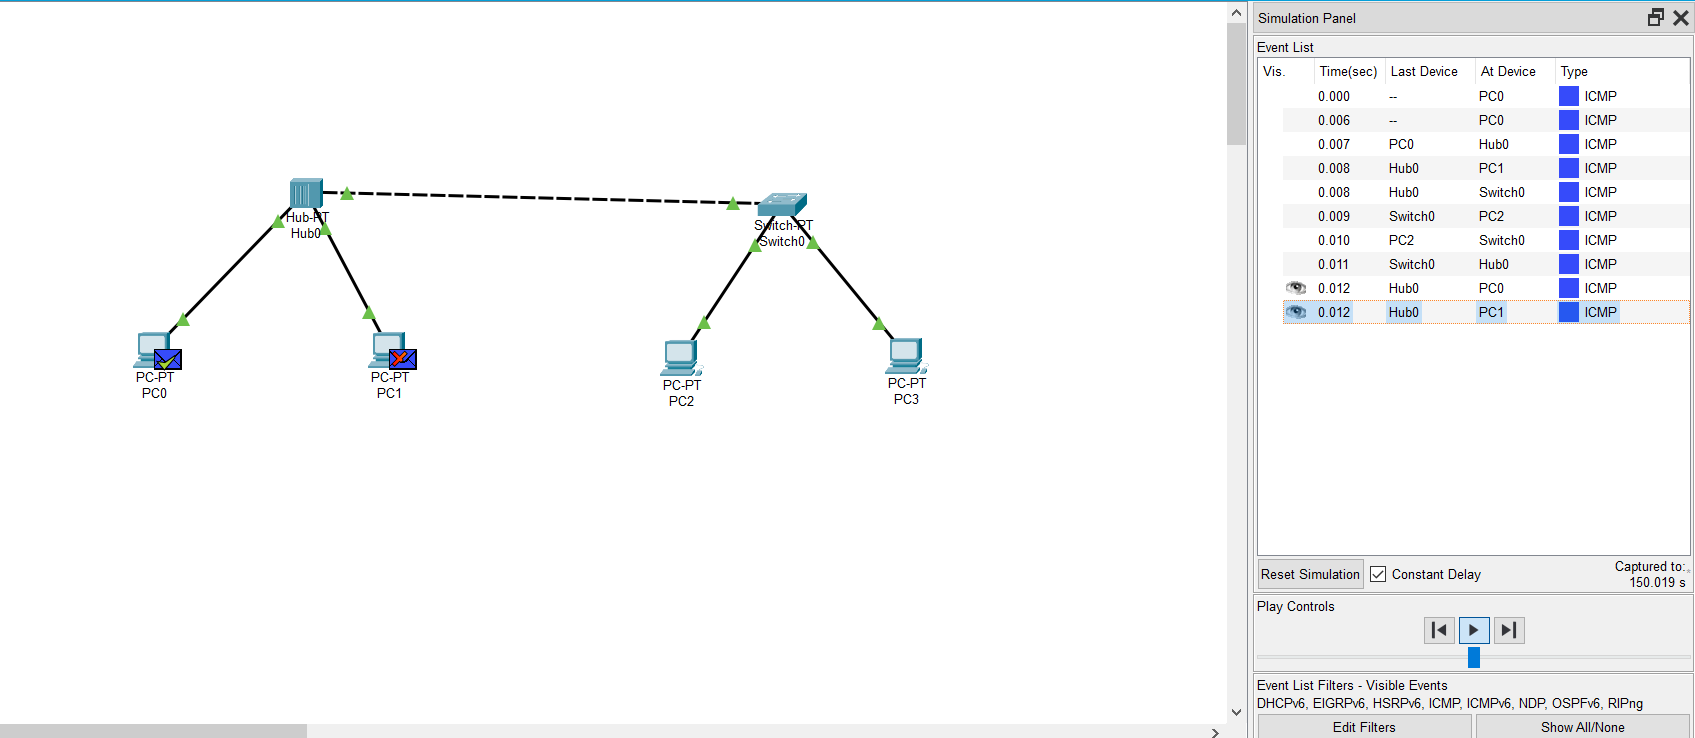 Simulation Panel
Event List
Vis. Time(sec) Last Device At Device Type
0.000 -- PC0 ICMP
0.006 -- PC0 ICMP
0.007 PC0 Hub0 ICMP
0.008 Hub0 PC1 ICMP
0.008 Hub0 Switch0 ICMP
0.009 Switch0 PC2 ICMP
0.010 PC2 Switch0 ICMP
0.011 Switch0 Hub0 ICMP
0.012 Hub0 PC0 ICMP
0.012 Hub0 PC1 ICMP
Hub-PT
Hub0
Switch-PT
Switch0
PC-PT
PC0
PC-PT
PC1
PC-PT
PC2
PC-PT
PC3
Reset Simulation Constant Delay
Captured to:
150.019 s
Play Controls
Event List Filters - Visible Events
DHCPv6, EIGRPv6, HSRPv6, ICMP, ICMPv6, NDP, OSPFv6, RIPng
Edit Filters Show All/None